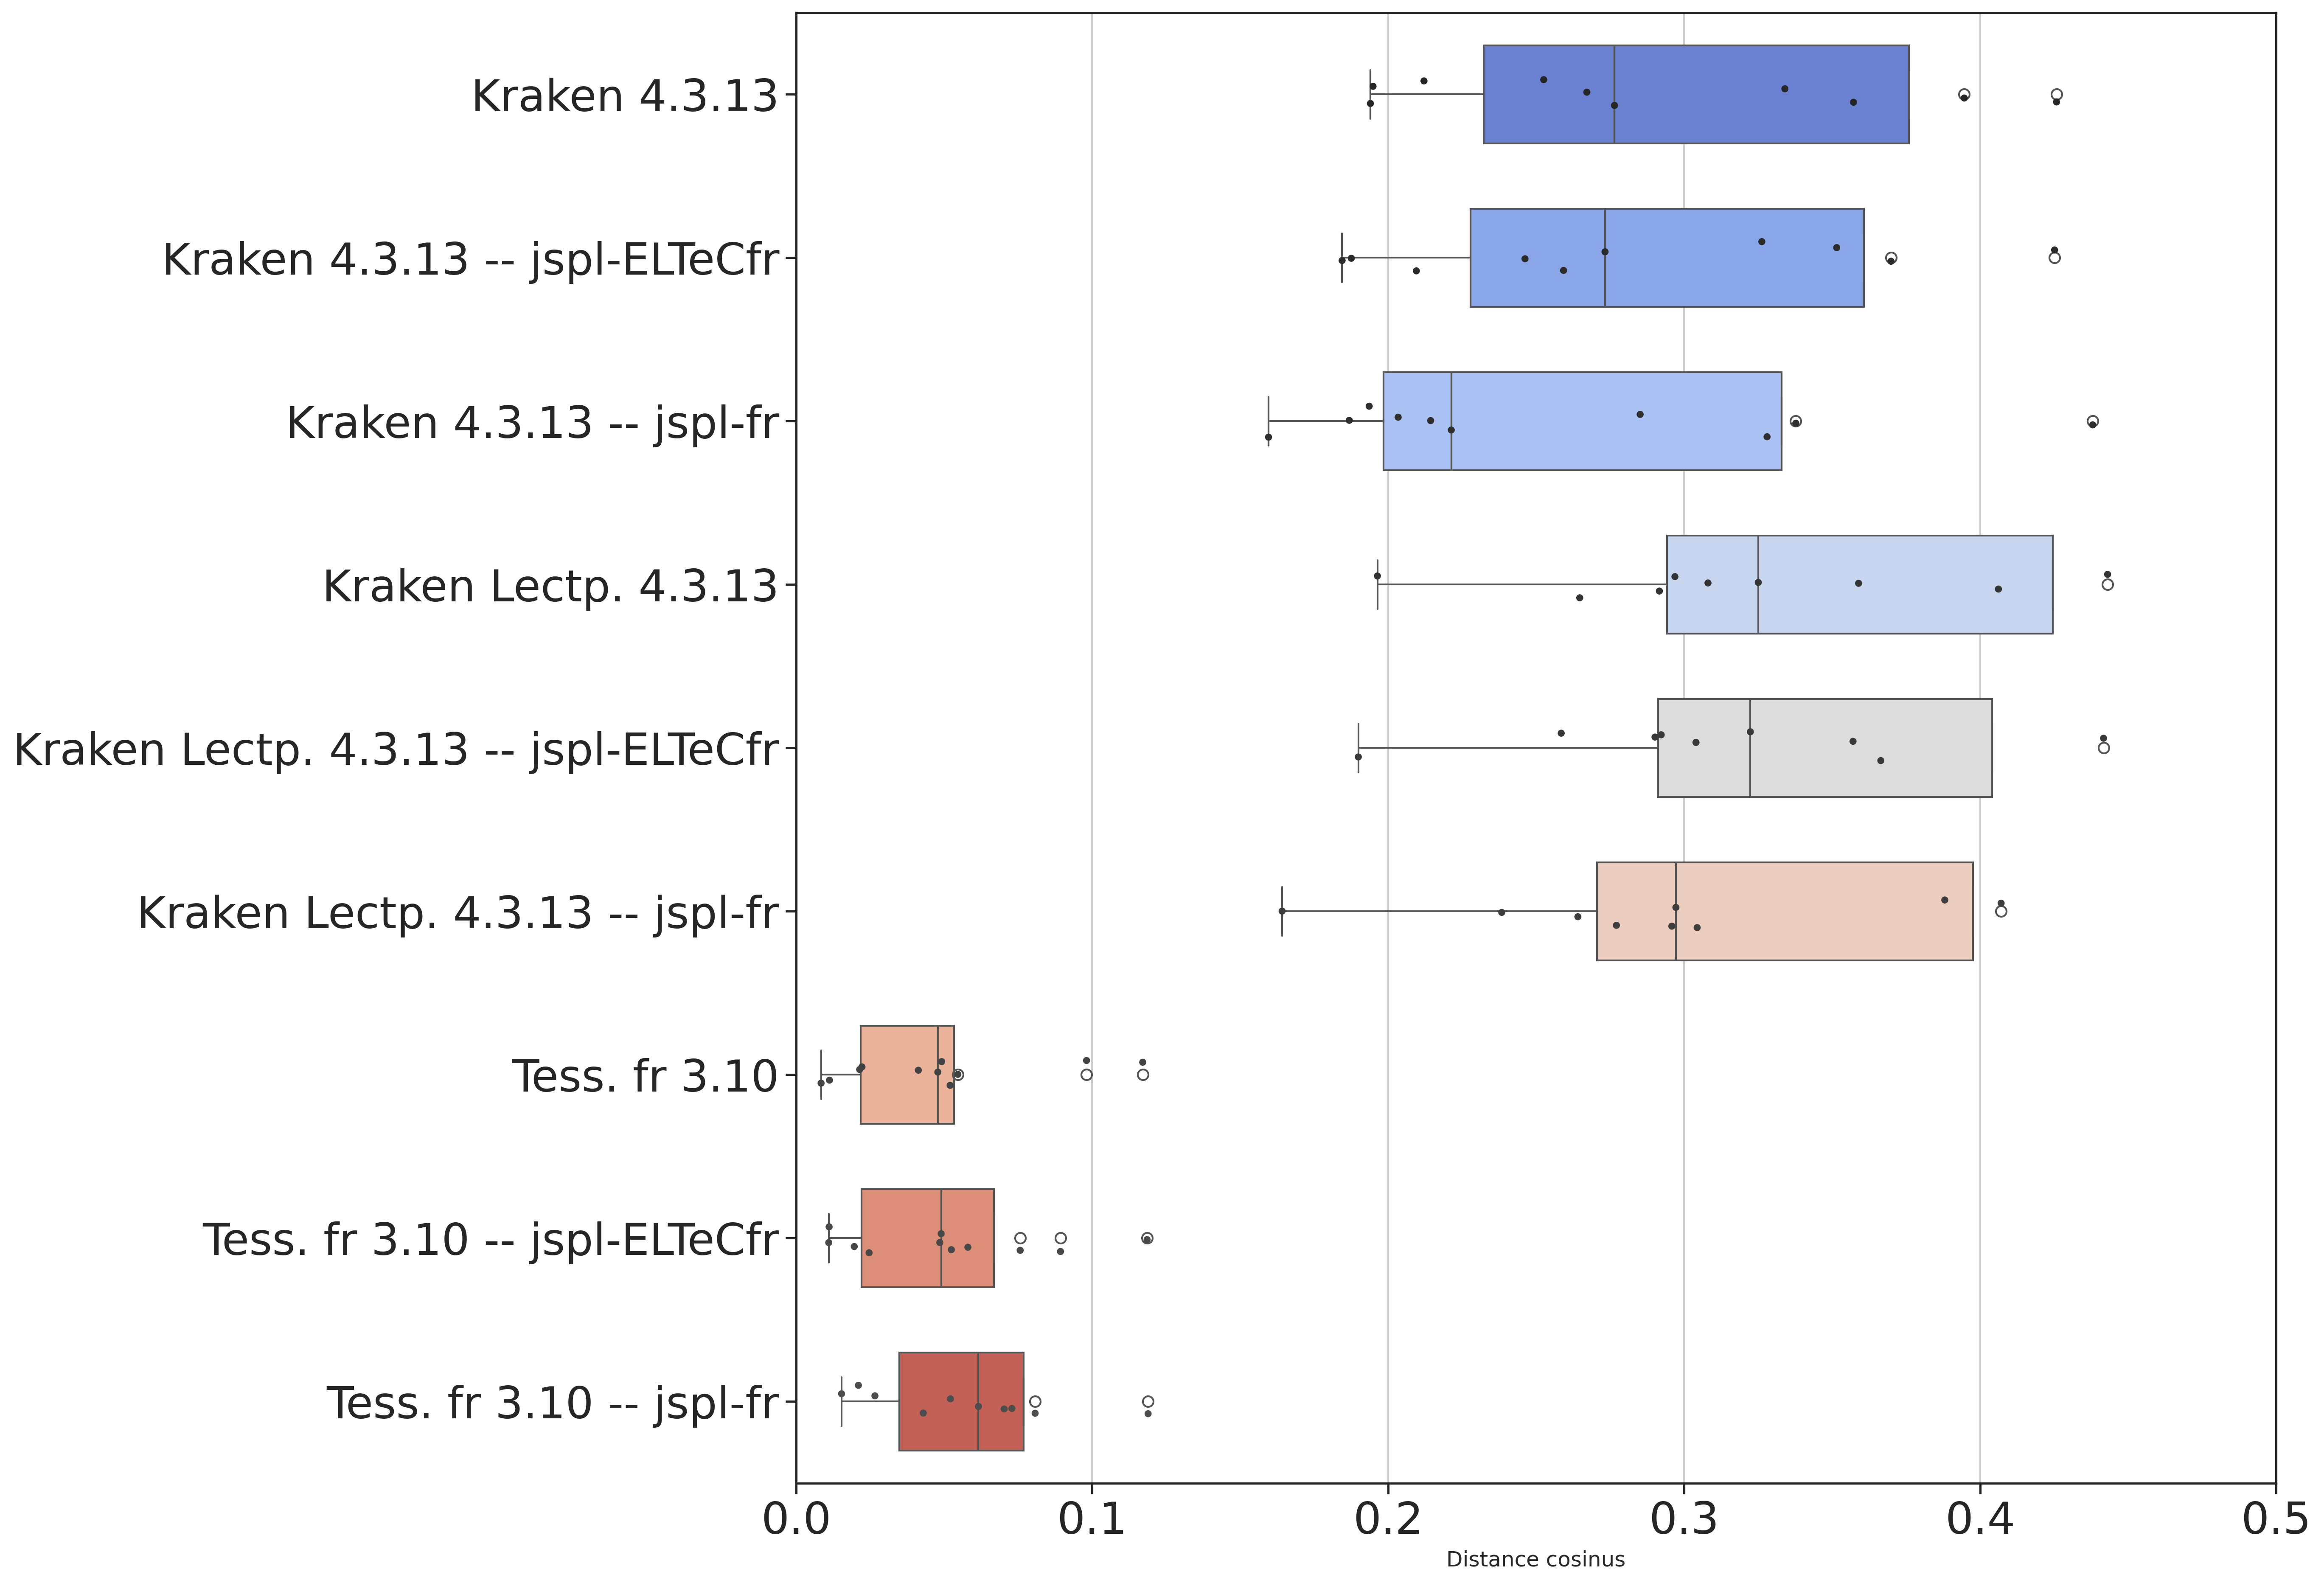 Kraken 4.3.13
Kraken 4.3.13 -- jspl-ELTeCfr
Kraken 4.3.13 -- jspl-fr
Kraken Lectp. 4.3.13
Kraken Lectp. 4.3.13 -- jspl-ELTeCfr
Kraken Lectp. 4.3.13 -- jspl-fr
Tess. fr 3.10
Tess. fr 3.10 -- jspl-ELTeCfr
Tess. fr 3.10 -- jspl-fr
0.0 0.1 0.2 0.3 0.4 0.5
Distance cosinus